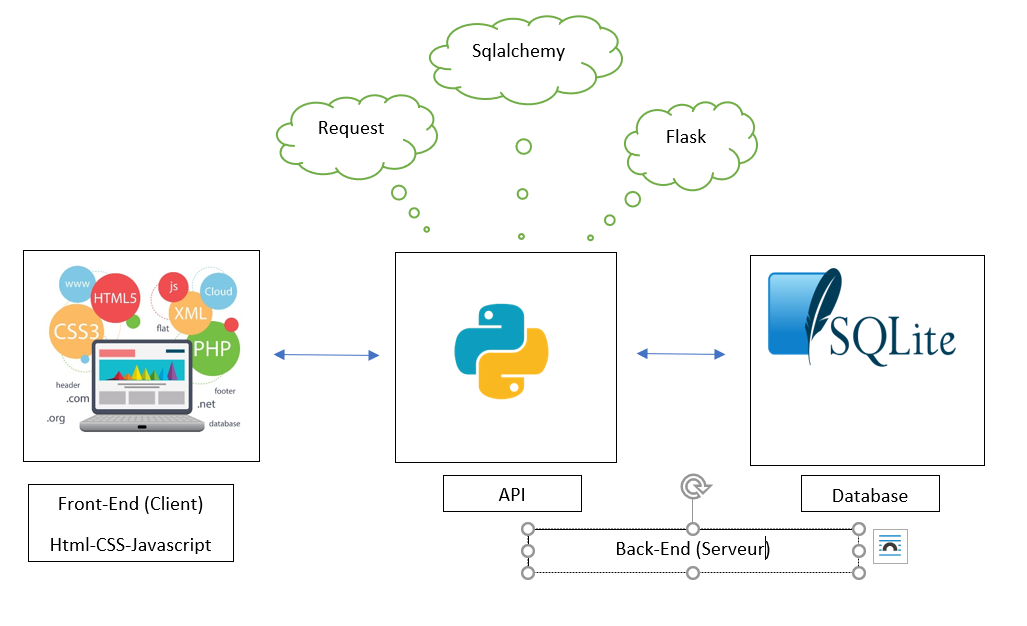 Sqlalchemy
Request
Flask
www
HTML5
js
Cloud
CSS3
flat
XML
PHP
header
.com
.org
footer
.net
database
SQLite
Front-End (Client)
Html-CSS-Javascript
API
Database
Back-End (Serveur)